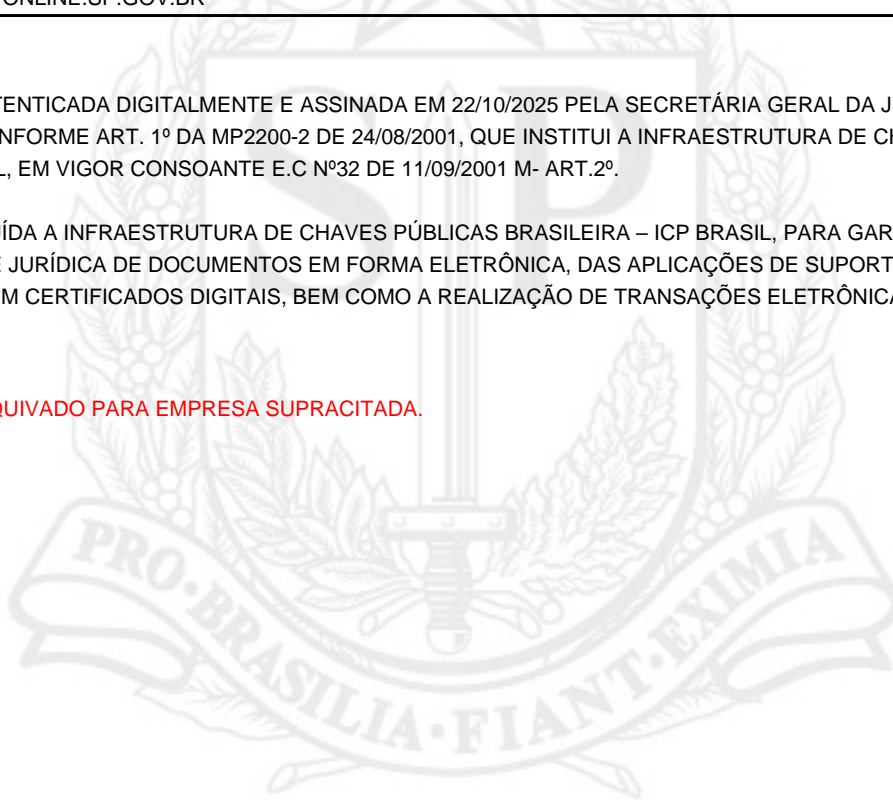 ONLINE.SP.GOV.BR
TENTICADA DIGITALMENTE E ASSINADA EM 22/10/2025 PELA SECRETÁRIA GERAL DA J
NFORME ART. 1º DA MP2200-2 DE 24/08/2001, QUE INSTITUI A INFRAESTRUTURA DE CH
L, EM VIGOR CONSOANTE E.C Nº32 DE 11/09/2001 M- ART.2º.
UÍDA A INFRAESTRUTURA DE CHAVES PÚBLICAS BRASILEIRA – ICP BRASIL, PARA GAR
E JURÍDICA DE DOCUMENTOS EM FORMA ELETRÔNICA, DAS APLICAÇÕES DE SUPORT
M CERTIFICADOS DIGITAIS, BEM COMO A REALIZAÇÃO DE TRANSAÇÕES ELETRÔNICA
QUIVADO PARA EMPRESA SUPRACITADA.
SP
PRO·BRASILIA·FIANT·EXIMIA